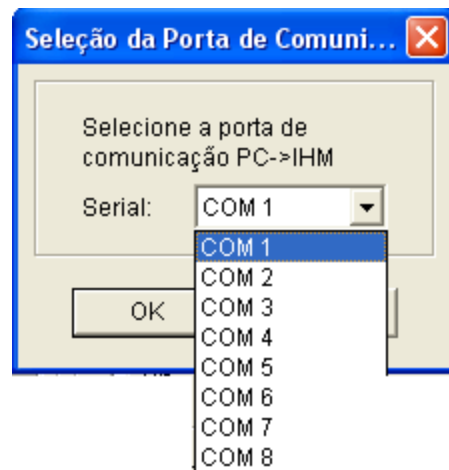 Seleção da Porta de Comuni...
Selecione a porta de
comunicação PC->IHM
Serial: COM 1
COM 1
COM 2
COM 3
OK
COM 4
COM 5
COM 6
COM 7
COM 8